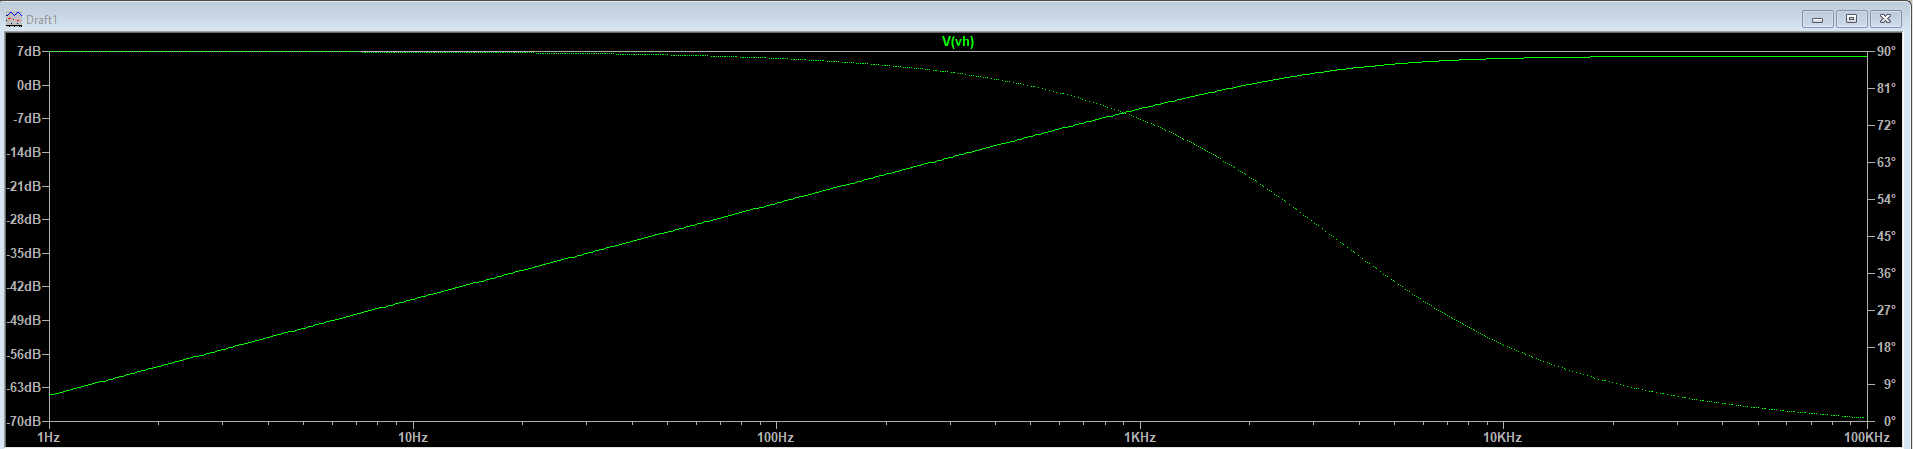 Draft1
V(vh)
7dB
0dB
-7dB
-14dB
-21dB
-28dB
-35dB
-42dB
-49dB
-56dB
-63dB
-70dB
90°
81°
72°
63°
54°
45°
36°
27°
18°
9°
0°
1Hz 10Hz 100Hz 1KHz 10KHz 100KHz